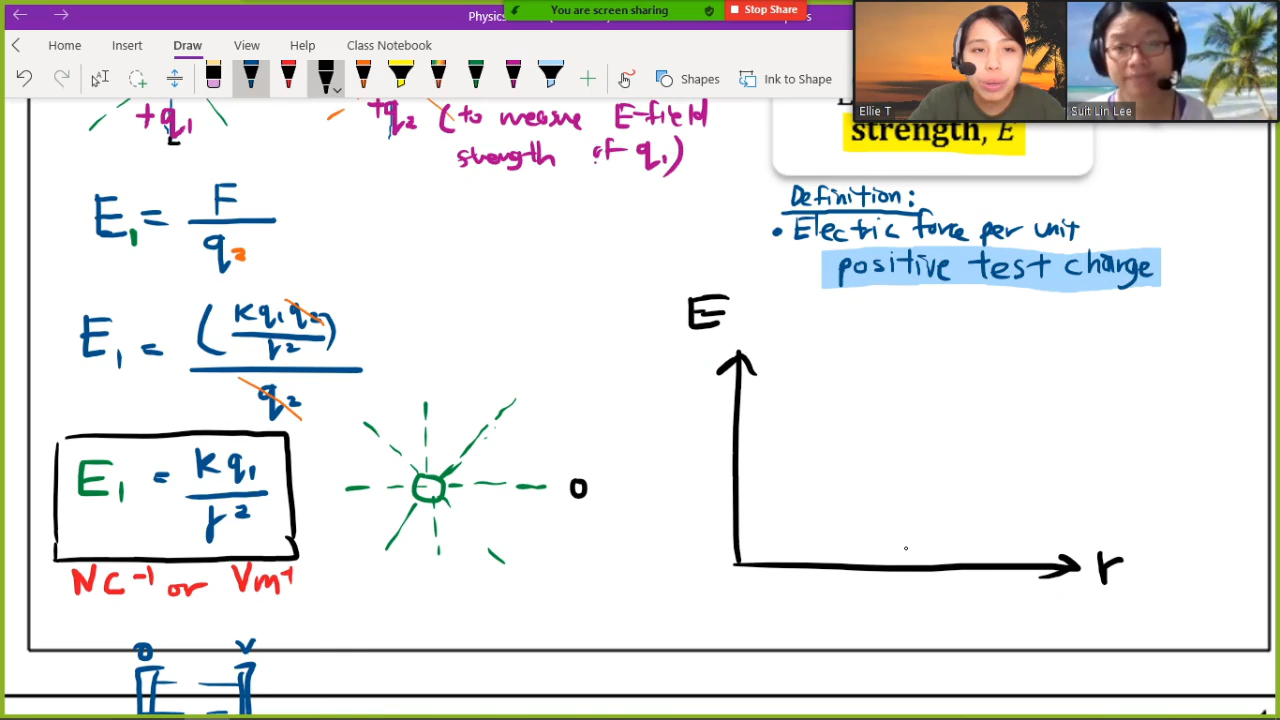 Physics
You are screen sharing
Stop Share
Home Insert Draw View Help Class Notebook
Shapes Ink to Shape
Ellie T
Suit Lin Lee
+q1 +q2 (to measure E-field
strength of q1)
strength, E
Definition:
• Electric force per unit
positive test charge
E1 = F / q2
E1 = (kq1q2 / r²) / q2
E1 = kq1 / r²
NC⁻¹ or Vm⁻¹
E
r
0 V